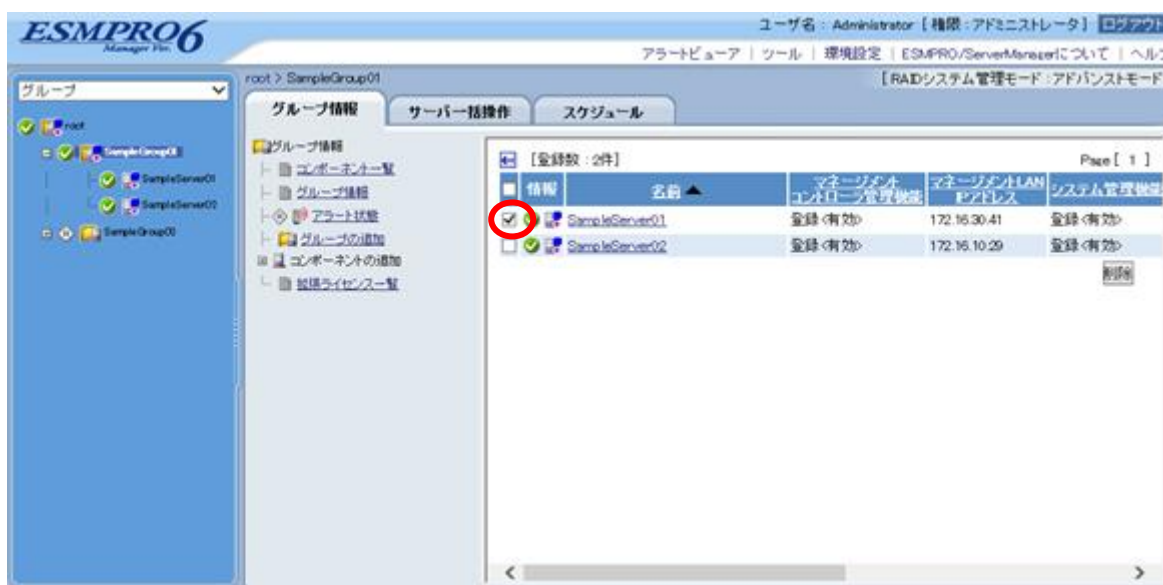 ESMPRO6
Manager Ver.
ユーザ名 : Administrator [ 権限 : アドミニストレータ ] ログアウト
アラートビューア | ツール | 環境設定 | ESMPRO/ServerManagerについて | ヘル
root > SampleGroup01
[ RAIDシステム管理モード : アドバンストモード
グループ
root
SampleGroup01
SampleServer01
SampleServer02
グループ情報
サーバ一括操作
スケジュール
グループ情報
コンポーネント一覧
グループ情報
アラート状態
グループの追加
コンポーネントの追加
拡張ライセンス一覧
[登録数 : 2件]
Page [ 1 ]
情報 名前▲ マネージメントコントローラ管理機能 マネージメントLAN IPアドレス システム管理機能
SampleServer01 登録<有効> 172.16.30.41 登録<有効>
SampleServer02 登録<有効> 172.16.10.29 登録<有効>
削除